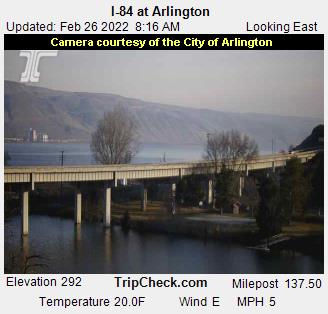 I-84 at Arlington
Updated: Feb 26 2022 8:16 AM Looking East
Camera courtesy of the City of Arlington
Elevation 292 TripCheck.com Milepost 137.50
Temperature 20.0F Wind E MPH 5